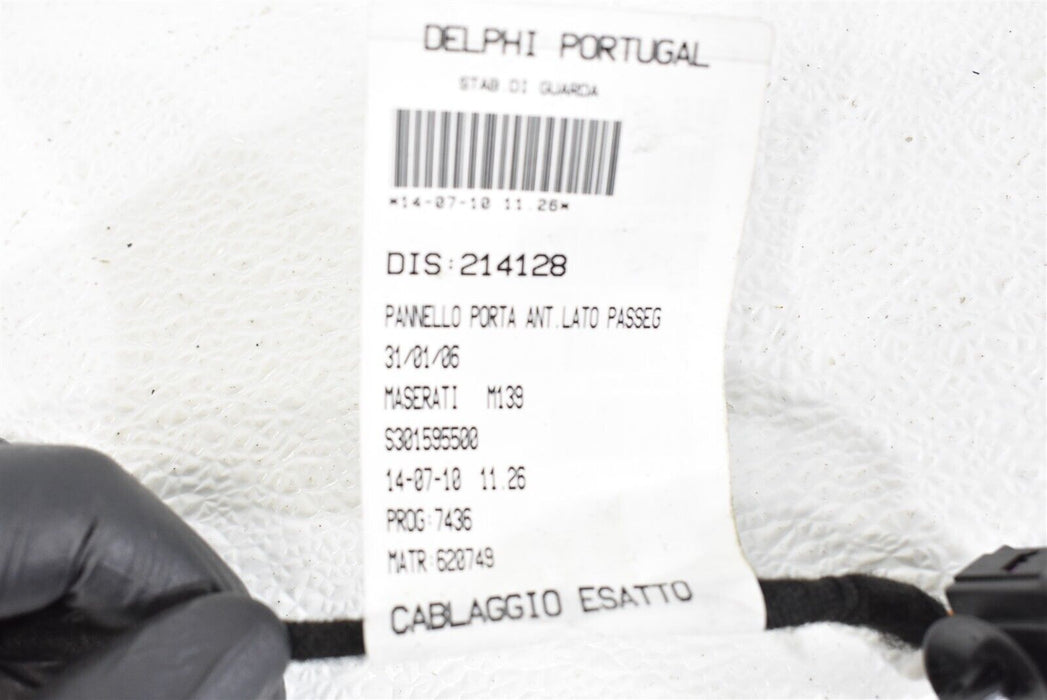 DELPHI PORTUGAL
STAB.DI GUARDA
*14-07-10 11.26*
DIS:214128
PANNELLO PORTA ANT.LATO PASSEG
31/01/06
MASERATI M139
S301595500
14-07-10 11.26
PROG:7436
MATR:620749
CABLAGGIO ESATTO